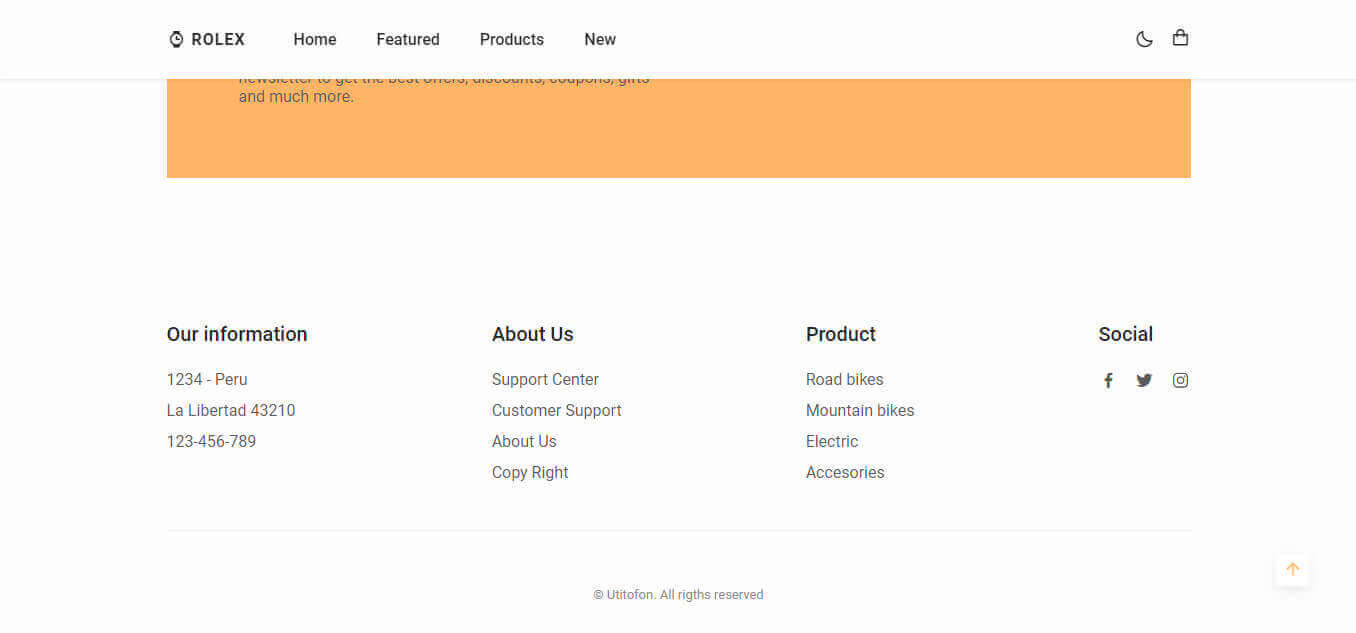 ROLEX Home Featured Products New
newsletter to get the best offers, discounts, coupons, gifts
and much more.
Our information
1234 - Peru
La Libertad 43210
123-456-789
About Us
Support Center
Customer Support
About Us
Copy Right
Product
Road bikes
Mountain bikes
Electric
Accesories
Social
© Utitofon. All rigths reserved